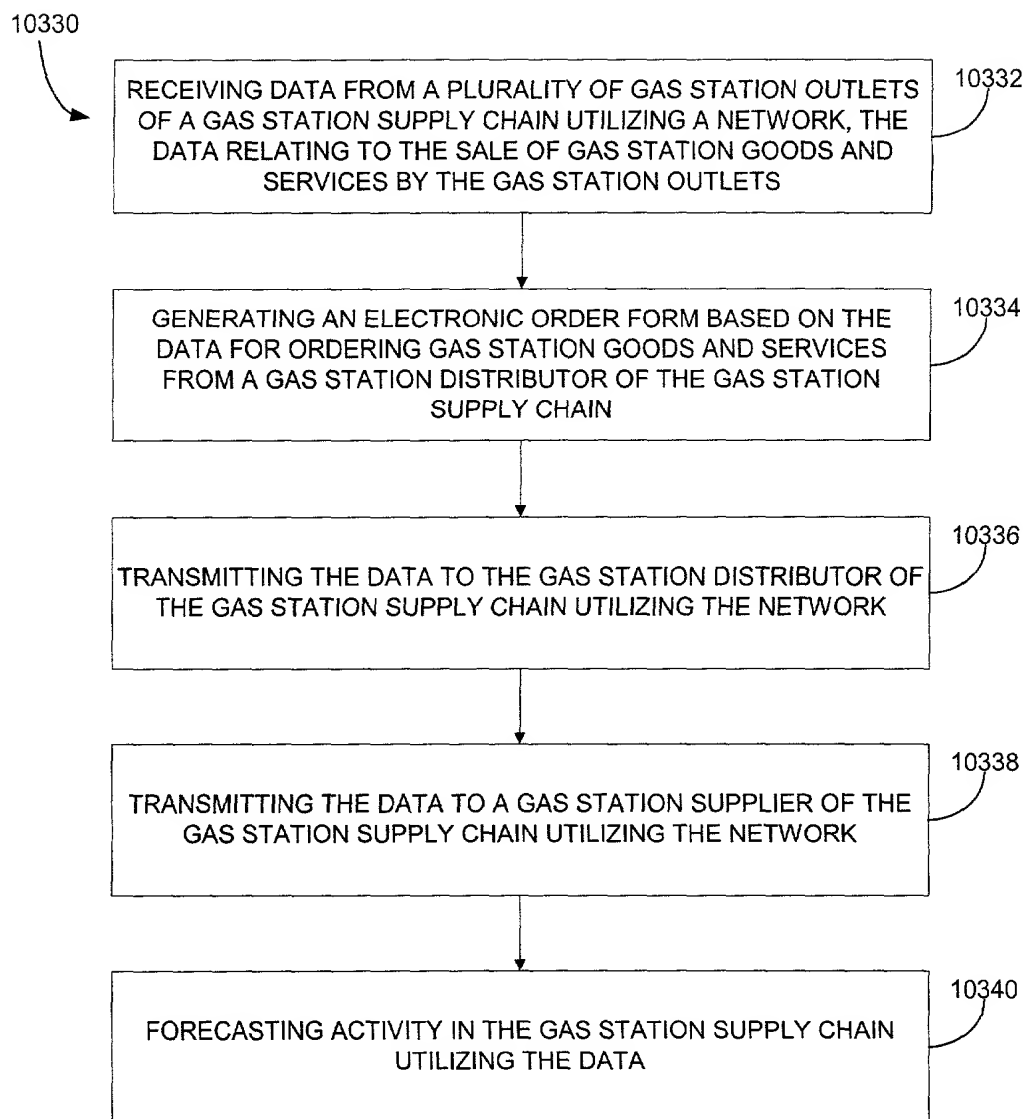 10330
RECEIVING DATA FROM A PLURALITY OF GAS STATION OUTLETS
OF A GAS STATION SUPPLY CHAIN UTILIZING A NETWORK, THE
DATA RELATING TO THE SALE OF GAS STATION GOODS AND
SERVICES BY THE GAS STATION OUTLETS
10332
GENERATING AN ELECTRONIC ORDER FORM BASED ON THE
DATA FOR ORDERING GAS STATION GOODS AND SERVICES
FROM A GAS STATION DISTRIBUTOR OF THE GAS STATION
SUPPLY CHAIN
10334
TRANSMITTING THE DATA TO THE GAS STATION DISTRIBUTOR OF
THE GAS STATION SUPPLY CHAIN UTILIZING THE NETWORK
10336
TRANSMITTING THE DATA TO A GAS STATION SUPPLIER OF THE
GAS STATION SUPPLY CHAIN UTILIZING THE NETWORK
10338
FORECASTING ACTIVITY IN THE GAS STATION SUPPLY CHAIN
UTILIZING THE DATA
10340